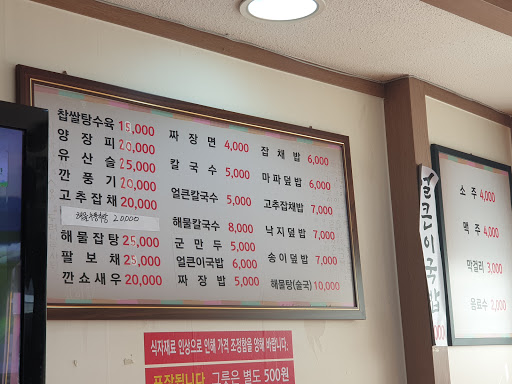 찹쌀탕수육 15,000
양장피 20,000
유산슬 25,000
깐풍기 20,000
고추잡채 20,000
20,000
해물잡탕 25,000
팔보채 25,000
깐쇼새우 20,000
짜장면 4,000
칼국수 5,000
얼큰칼국수 5,000
해물칼국수 8,000
군만두 5,000
얼큰이국밥 6,000
짜장밥 5,000
잡채밥 6,000
마파덮밥 6,000
고추잡채밥 7,000
낙지덮밥 7,000
송이덮밥 7,000
해물탕(술국) 10,000
얼큰이국밥
소주 4,000
맥주 4,000
막걸리 3,000
음료수 2,000
식자재료 인상으로 인해 가격 조정함을 양해 바랍니다.
포장됩니다 그릇은 별도 500원